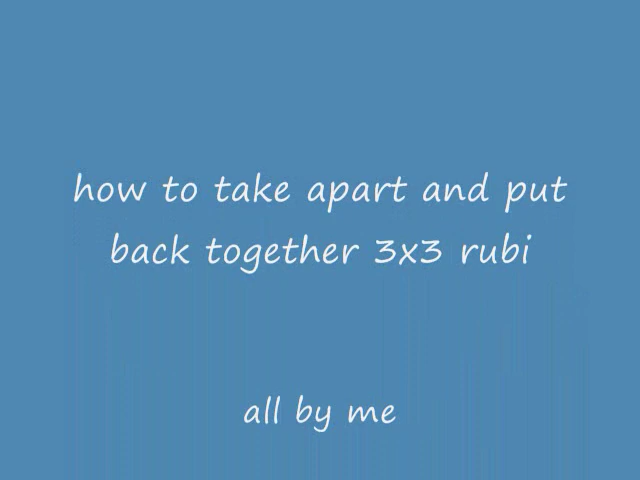 how to take apart and put
back together 3x3 rubi
all by me